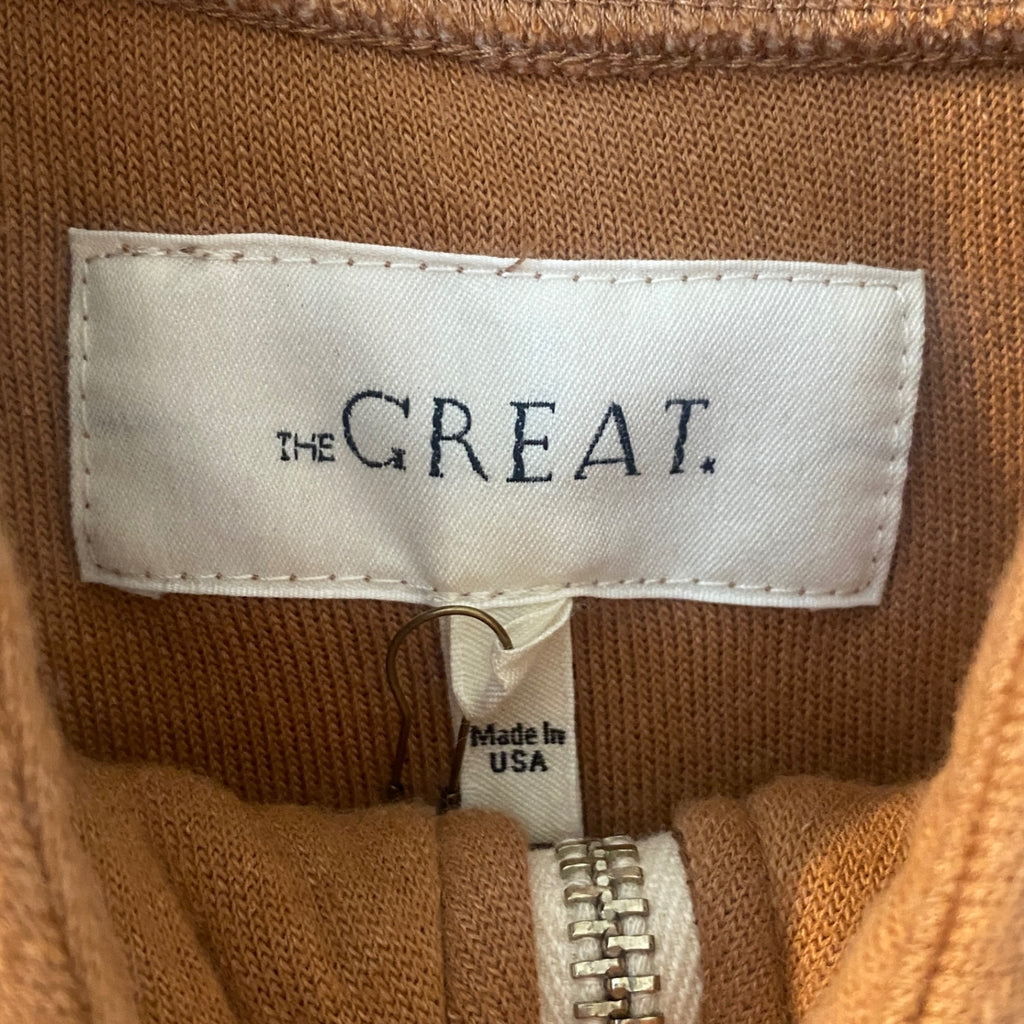 THE GREAT.
Made In
USA